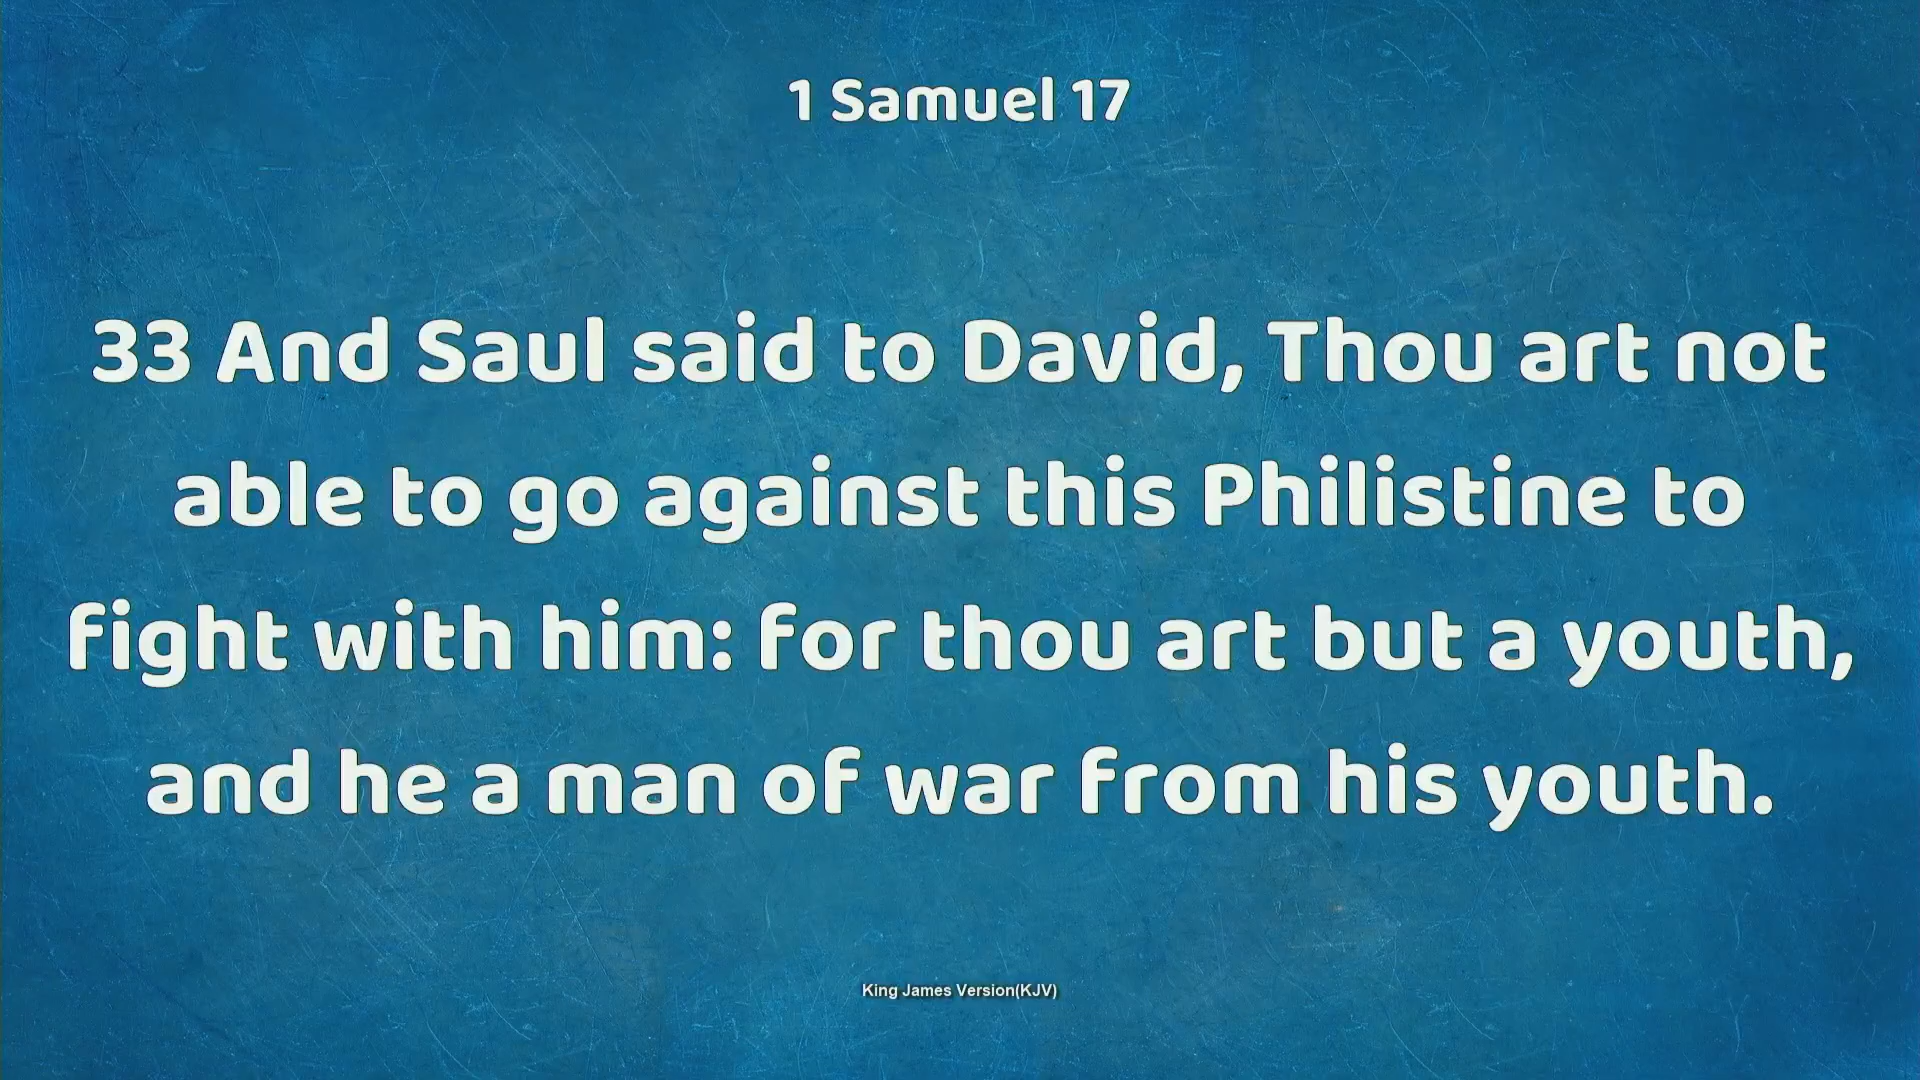 1 Samuel 17
33 And Saul said to David, Thou art not
able to go against this Philistine to
fight with him: for thou art but a youth,
and he a man of war from his youth.
King James Version(KJV)